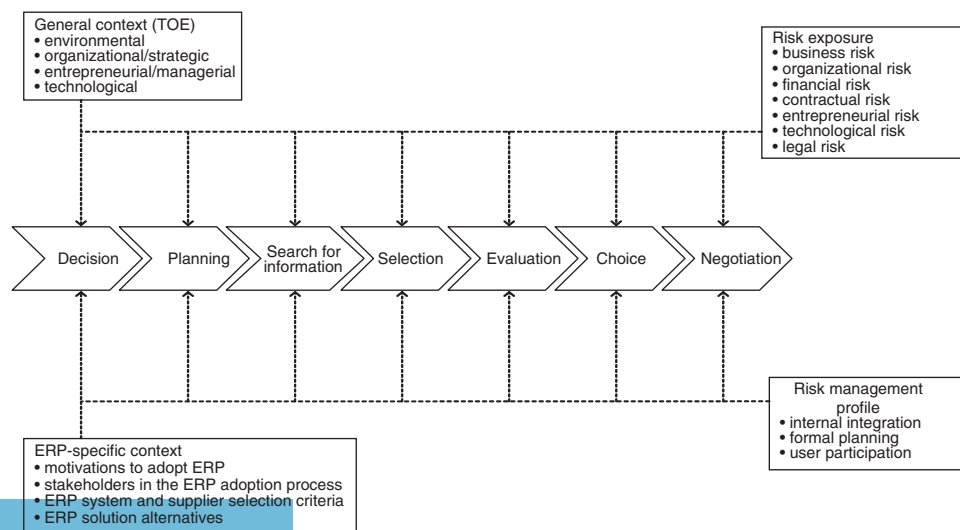 General context (TOE)
• environmental
• organizational/strategic
• entrepreneurial/managerial
• technological
Risk exposure
• business risk
• organizational risk
• financial risk
• contractual risk
• entrepreneurial risk
• technological risk
• legal risk
Decision
Planning
Search for
information
Selection
Evaluation
Choice
Negotiation
Risk management
profile
• internal integration
• formal planning
• user participation
ERP-specific context
• motivations to adopt ERP
• stakeholders in the ERP adoption process
• ERP system and supplier selection criteria
• ERP solution alternatives